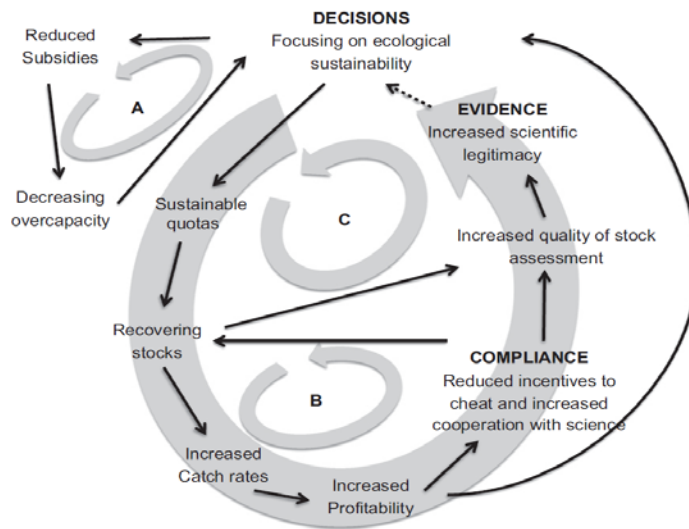 DECISIONS
Focusing on ecological
sustainability
Reduced
Subsidies
A
Decreasing
overcapacity
EVIDENCE
Increased scientific
legitimacy
Sustainable
quotas
C
Increased quality of stock
assessment
Recovering
stocks
COMPLIANCE
Reduced incentives to
cheat and increased
cooperation with science
B
Increased
Catch rates
Increased
Profitability